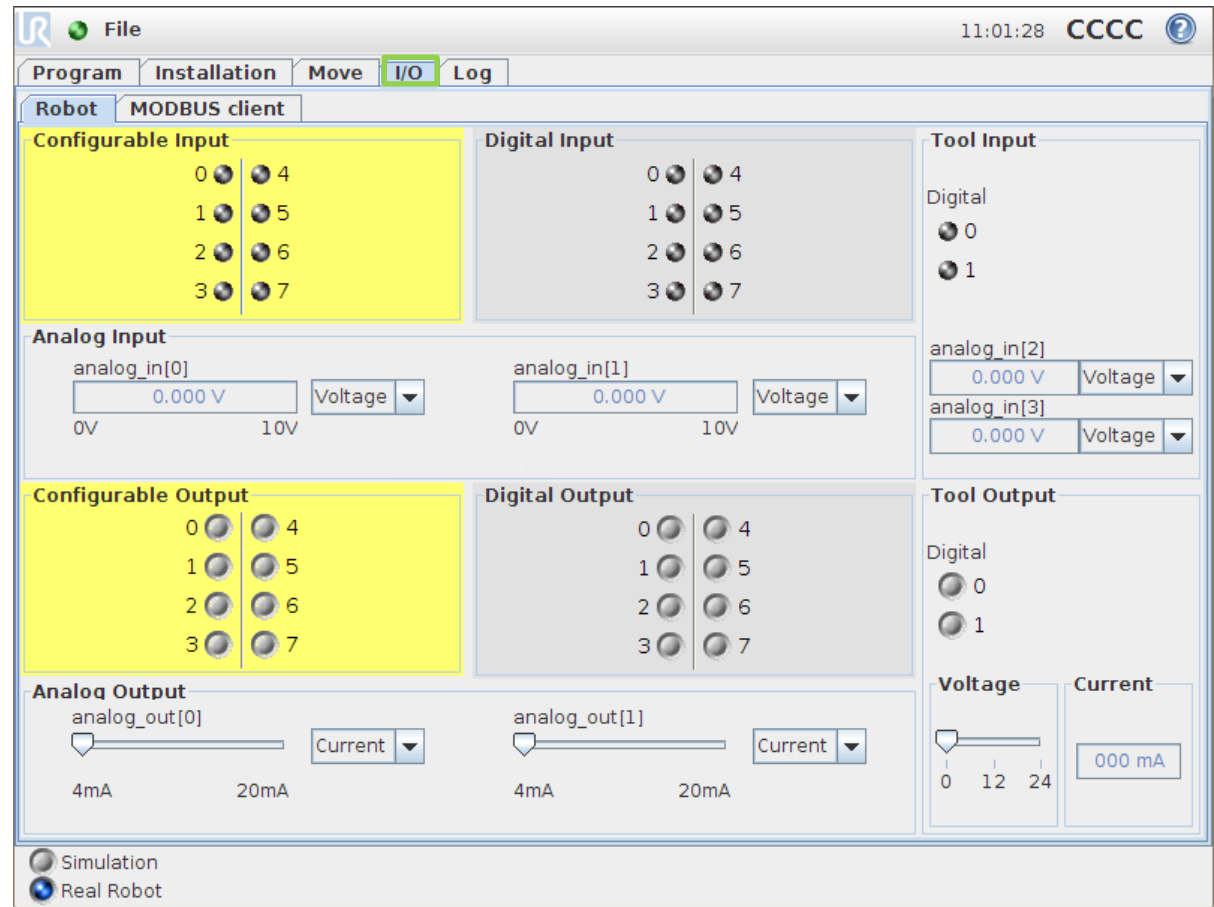 UR File 11:01:28 CCCC ?
Program Installation Move I/O Log
Robot MODBUS client
Configurable Input
0 4
1 5
2 6
3 7
Digital Input
0 4
1 5
2 6
3 7
Tool Input
Digital
0
1
analog_in[2]
0.000 V Voltage
analog_in[3]
0.000 V Voltage
Analog Input
analog_in[0]
0.000 V Voltage
0V 10V
analog_in[1]
0.000 V Voltage
0V 10V
Configurable Output
0 4
1 5
2 6
3 7
Digital Output
0 4
1 5
2 6
3 7
Tool Output
Digital
0
1
Voltage
0 12 24
Current
000 mA
Analog Output
analog_out[0]
Current
4mA 20mA
analog_out[1]
Current
4mA 20mA
Simulation
Real Robot